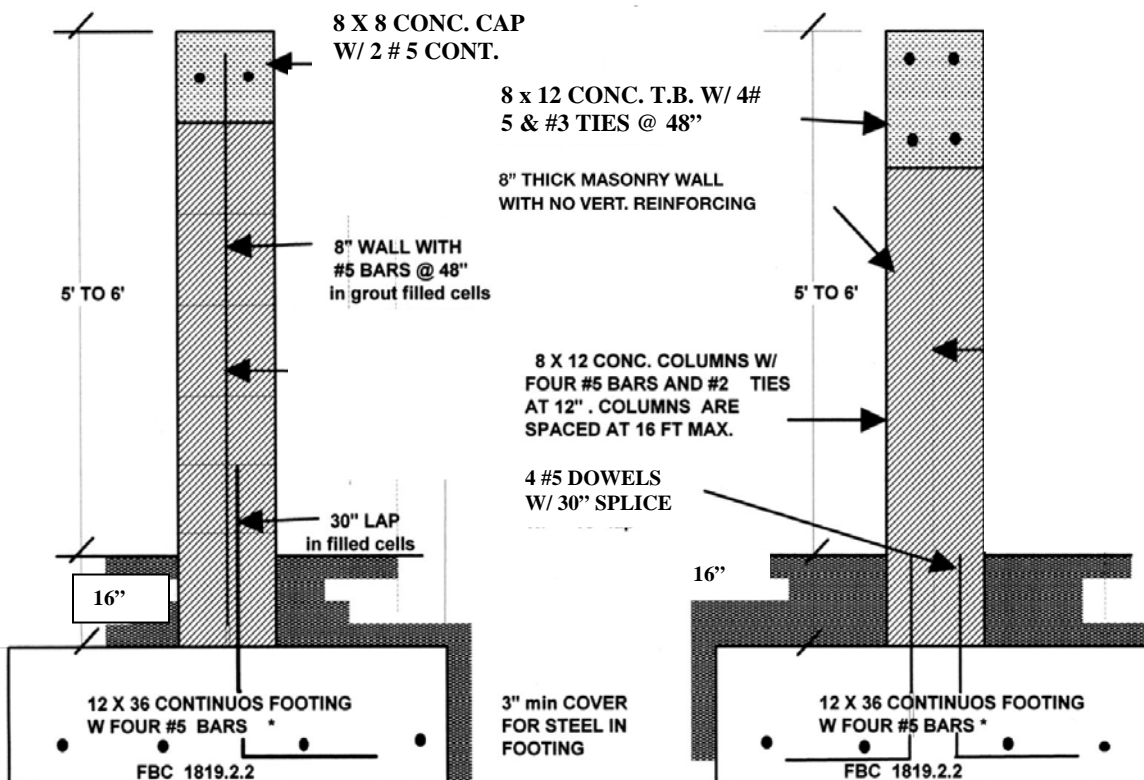 8 X 8 CONC. CAP
W/ 2 # 5 CONT.
8" WALL WITH
#5 BARS @ 48"
in grout filled cells
5' TO 6'
30" LAP
in filled cells
16”
12 X 36 CONTINUOS FOOTING
W FOUR #5 BARS *
FBC 1819.2.2
3" min COVER
FOR STEEL IN
FOOTING
8 x 12 CONC. T.B. W/ 4#
5 & #3 TIES @ 48”
8” THICK MASONRY WALL
WITH NO VERT. REINFORCING
5' TO 6'
8 X 12 CONC. COLUMNS W/
FOUR #5 BARS AND #2 TIES
AT 12" . COLUMNS ARE
SPACED AT 16 FT MAX.
4 #5 DOWELS
W/ 30” SPLICE
16”
12 X 36 CONTINUOS FOOTING
W FOUR #5 BARS *
FBC 1819.2.2